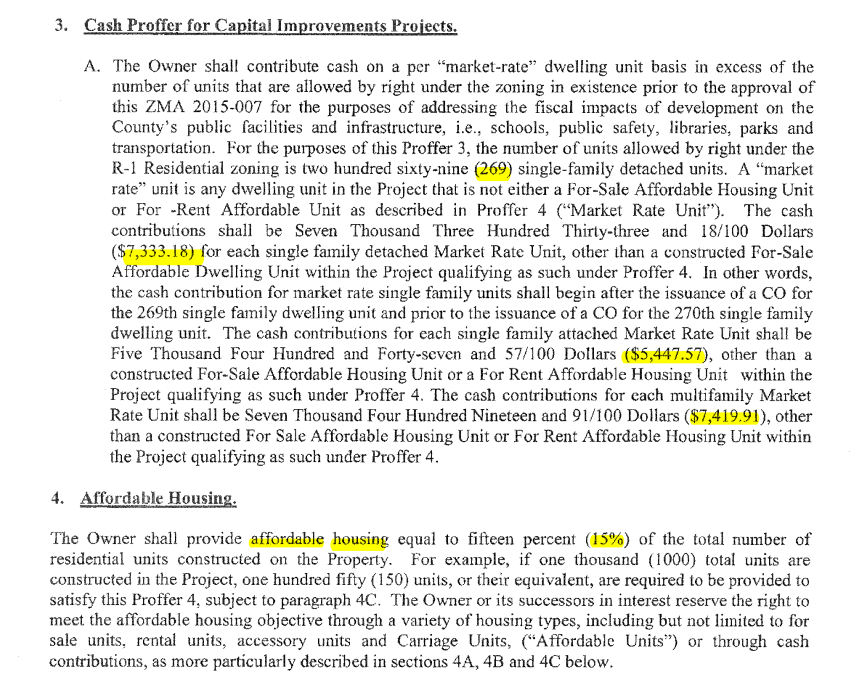 3. Cash Proffer for Capital Improvements Projects.
A. The Owner shall contribute cash on a per “market-rate” dwelling unit basis in excess of the
number of units that are allowed by right under the zoning in existence prior to the approval of
this ZMA 2015-007 for the purposes of addressing the fiscal impacts of development on the
County’s public facilities and infrastructure, i.e., schools, public safety, libraries, parks and
transportation. For the purposes of this Proffer 3, the number of units allowed by right under the
R-1 Residential zoning is two hundred sixty-nine (269) single-family detached units. A “market
rate” unit is any dwelling unit in the Project that is not either a For-Sale Affordable Housing Unit
or For -Rent Affordable Unit as described in Proffer 4 (“Market Rate Unit”). The cash
contributions shall be Seven Thousand Three Hundred Thirty-three and 18/100 Dollars
($7,333.18) for each single family detached Market Rate Unit, other than a constructed For-Sale
Affordable Dwelling Unit within the Project qualifying as such under Proffer 4. In other words,
the cash contribution for market rate single family units shall begin after the issuance of a CO for
the 269th single family dwelling unit and prior to the issuance of a CO for the 270th single family
dwelling unit. The cash contributions for each single family attached Market Rate Unit shall be
Five Thousand Four Hundred and Forty-seven and 57/100 Dollars ($5,447.57), other than a
constructed For-Sale Affordable Housing Unit or a For Rent Affordable Housing Unit within the
Project qualifying as such under Proffer 4. The cash contributions for each multifamily Market
Rate Unit shall be Seven Thousand Four Hundred Nineteen and 91/100 Dollars ($7,419.91), other
than a constructed For Sale Affordable Housing Unit or For Rent Affordable Housing Unit within
the Project qualifying as such under Proffer 4.
4. Affordable Housing.
The Owner shall provide affordable housing equal to fifteen percent (15%) of the total number of
residential units constructed on the Property. For example, if one thousand (1000) total units are
constructed in the Project, one hundred fifty (150) units, or their equivalent, are required to be provided to
satisfy this Proffer 4, subject to paragraph 4C. The Owner or its successors in interest reserve the right to
meet the affordable housing objective through a variety of housing types, including but not limited to for
sale units, rental units, accessory units and Carriage Units, (“Affordable Units”) or through cash
contributions, as more particularly described in sections 4A, 4B and 4C below.